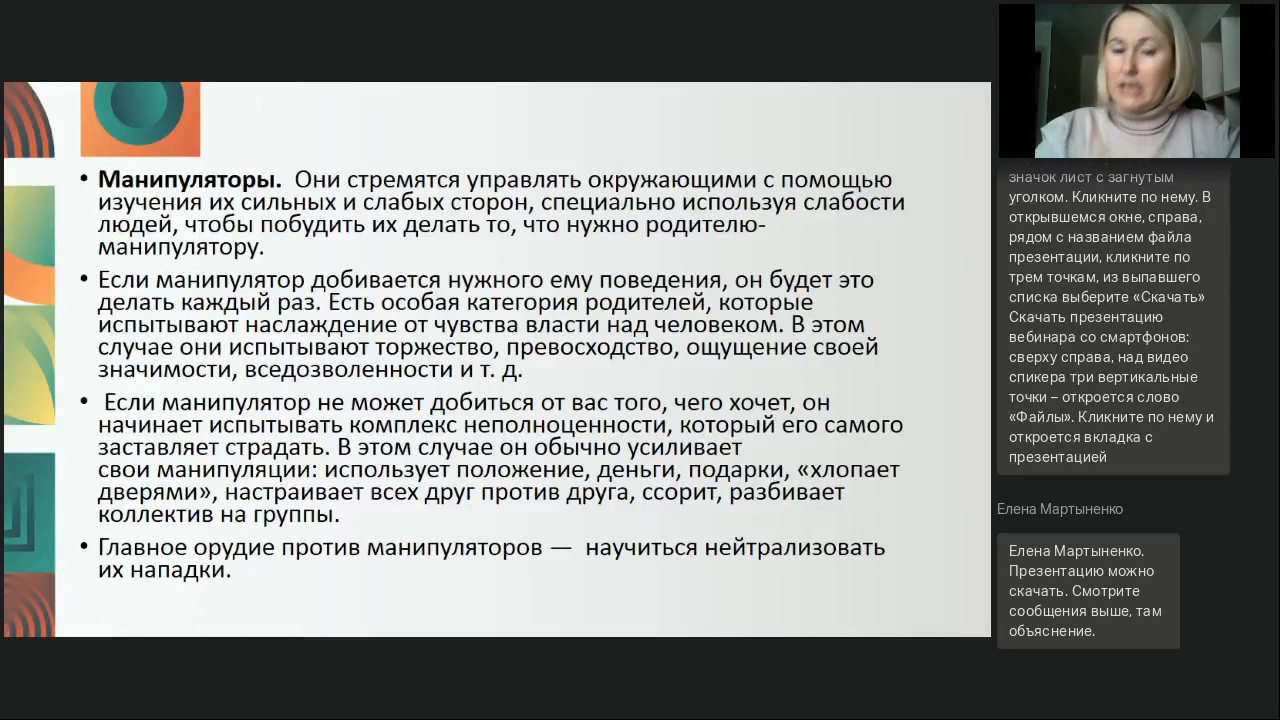 • Манипуляторы.  Они стремятся управлять окружающими с помощью
изучения их сильных и слабых сторон, специально используя слабости
людей, чтобы побудить их делать то, что нужно родителю-
манипулятору.
• Если манипулятор добивается нужного ему поведения, он будет это
делать каждый раз. Есть особая категория родителей, которые
испытывают наслаждение от чувства власти над человеком. В этом
случае они испытывают торжество, превосходство, ощущение своей
значимости, вседозволенности и т. д.
• Если манипулятор не может добиться от вас того, чего хочет, он
начинает испытывать комплекс неполноценности, который его самого
заставляет страдать. В этом случае он обычно усиливает
свои манипуляции: использует положение, деньги, подарки, «хлопает
дверями», настраивает всех друг против друга, ссорит, разбивает
коллектив на группы.
• Главное орудие против манипуляторов —  научиться нейтрализовать
их нападки.
значок лист с загнутым
уголком. Кликните по нему. В
открывшемся окне, справа,
рядом с названием файла
презентации, кликните по
трем точкам, из выпавшего
списка выберите «Скачать»
Скачать презентацию
вебинара со смартфонов:
сверху справа, над видео
спикера три вертикальные
точки – откроется слово
«Файлы». Кликните по нему и
откроется вкладка с
презентацией
Елена Мартыненко
Елена Мартыненко.
Презентацию можно
скачать. Смотрите
сообщения выше, там
объяснение.